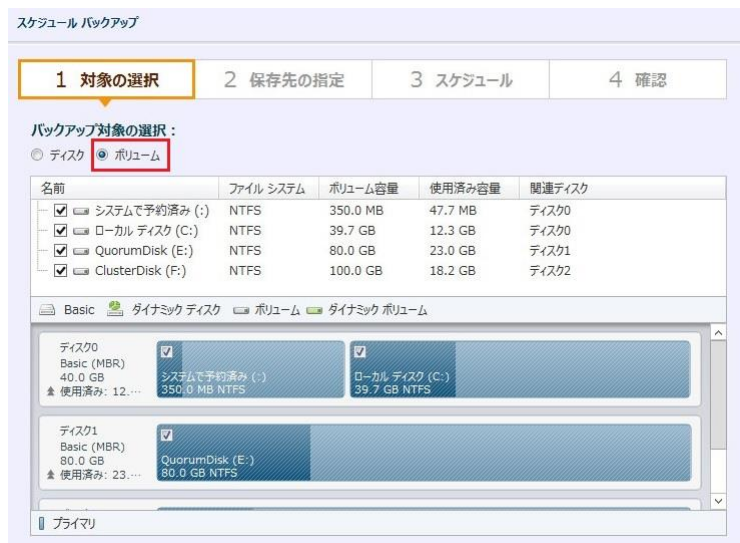 スケジュール バックアップ
1 対象の選択 2 保存先の指定 3 スケジュール 4 確認
バックアップ対象の選択：
ディスク ボリューム
名前 ファイル システム ボリューム容量 使用済み容量 関連ディスク
システムで予約済み (:) NTFS 350.0 MB 47.7 MB ディスク0
ローカル ディスク (C:) NTFS 39.7 GB 12.3 GB ディスク0
QuorumDisk (E:) NTFS 80.0 GB 23.0 GB ディスク1
ClusterDisk (F:) NTFS 100.0 GB 18.2 GB ディスク2
Basic ダイナミック ディスク ボリューム ダイナミック ボリューム
ディスク0
Basic (MBR)
40.0 GB
使用済み: 12.…
システムで予約済み (:)
350.0 MB NTFS
ローカル ディスク (C:)
39.7 GB NTFS
ディスク1
Basic (MBR)
80.0 GB
使用済み: 23.…
QuorumDisk (E:)
80.0 GB NTFS
プライマリ